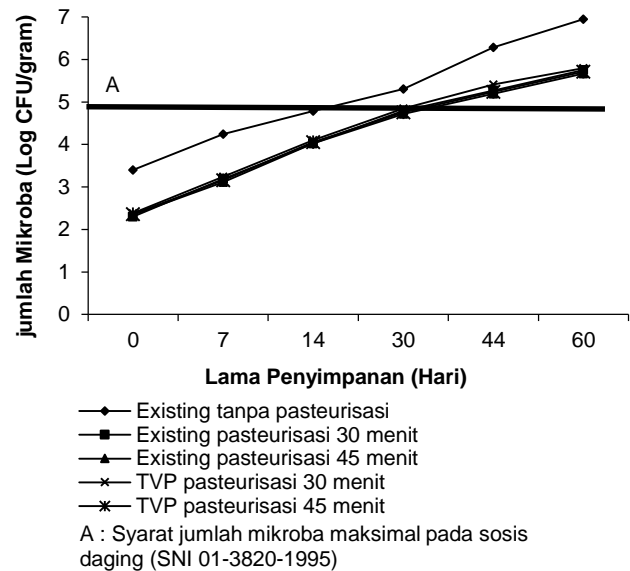 jumlah Mikroba (Log CFU/gram)
7
6
5
4
3
2
1
0
A
0 7 14 30 44 60
Lama Penyimpanan (Hari)
Existing tanpa pasteurisasi
Existing pasteurisasi 30 menit
Existing pasteurisasi 45 menit
TVP pasteurisasi 30 menit
TVP pasteurisasi 45 menit
A : Syarat jumlah mikroba maksimal pada sosis
daging (SNI 01-3820-1995)